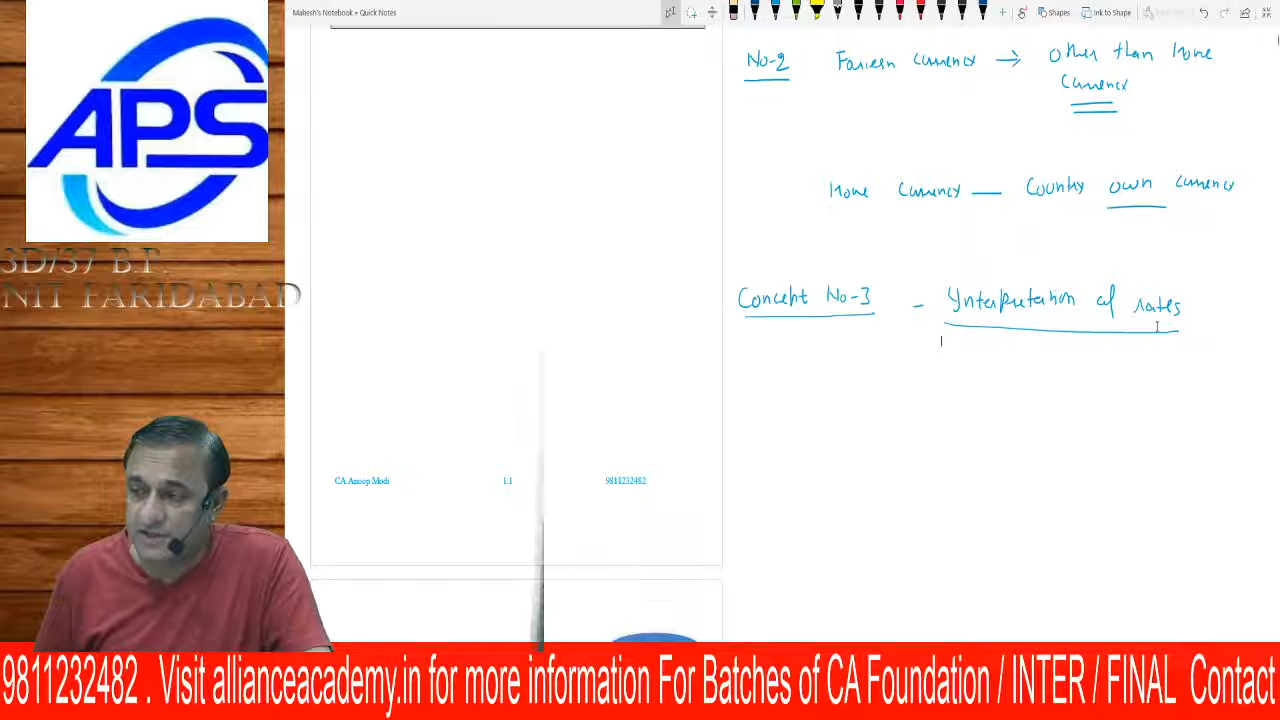 Mahesh's Notebook » Quick Notes
Shapes
Ink to Shape
APS
3D/37 B.P.
NIT FARIDABAD
No-2 Foriesn currency → other than Home
Currency
Home Currency — County own currency
Concept No-3 - Interpretation of rates
CA Anoop Modi 1.1 9811232482
9811232482 . Visit allianceacademy.in for more information For Batches of CA Foundation / INTER / FINAL Contact